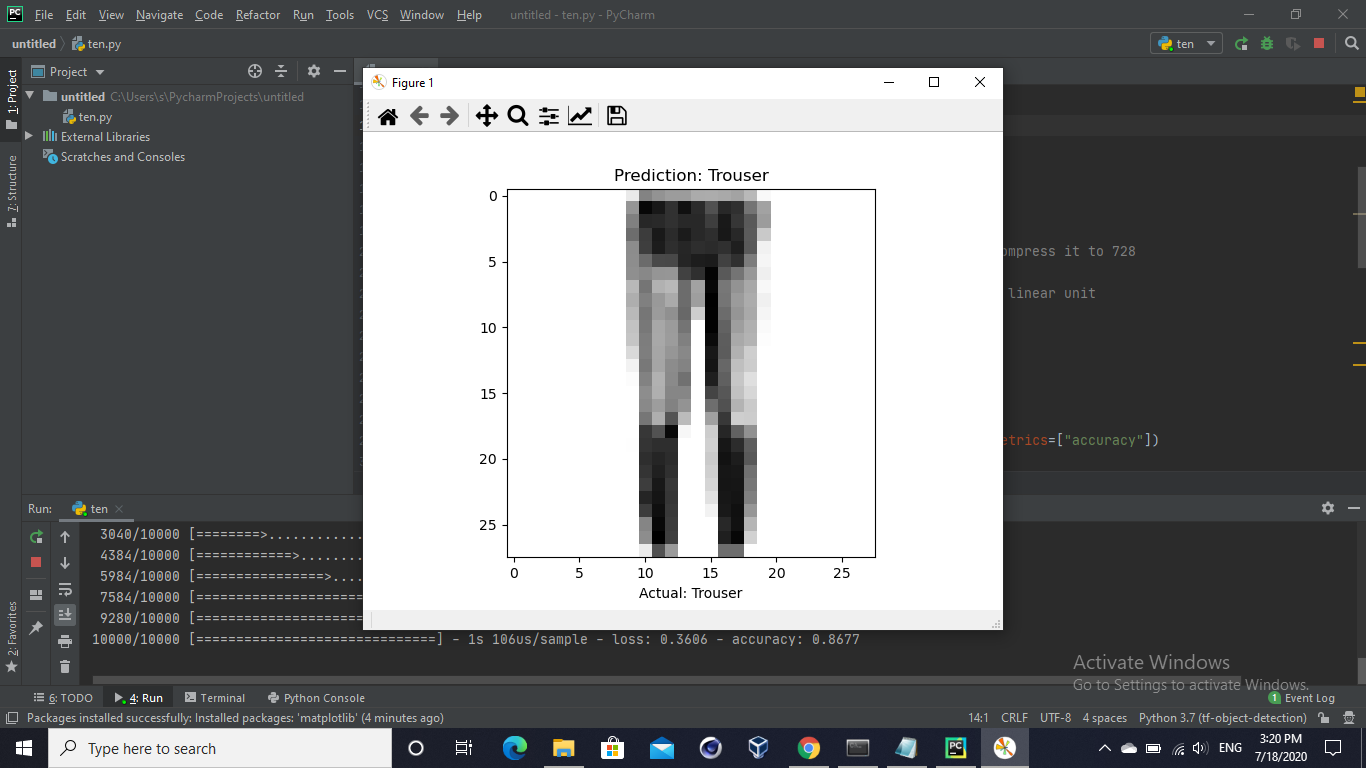 File Edit View Navigate Code Refactor Run Tools VCS Window Help untitled - ten.py - PyCharm
untitled ten.py ten
Project
untitled C:\Users\s\PycharmProjects\untitled
ten.py
External Libraries
Scratches and Consoles
1: Project
7: Structure
2: Favorites
Figure 1
Prediction: Trouser
0
5
10
15
20
25
0 5 10 15 20 25
Actual: Trouser
ompress it to 728
linear unit
etrics=["accuracy"])
Run: ten
3040/10000 [========>.............
4384/10000 [============>........
5984/10000 [================>....
7584/10000 [=====================
9280/10000 [=====================
10000/10000 [==============================] - 1s 106us/sample - loss: 0.3606 - accuracy: 0.8677
Activate Windows
Go to Settings to activate Windows.
6: TODO 4: Run Terminal Python Console 1 Event Log
Packages installed successfully: Installed packages: 'matplotlib' (4 minutes ago) 14:1 CRLF UTF-8 4 spaces Python 3.7 (tf-object-detection)
Type here to search
ENG
3:20 PM
7/18/2020